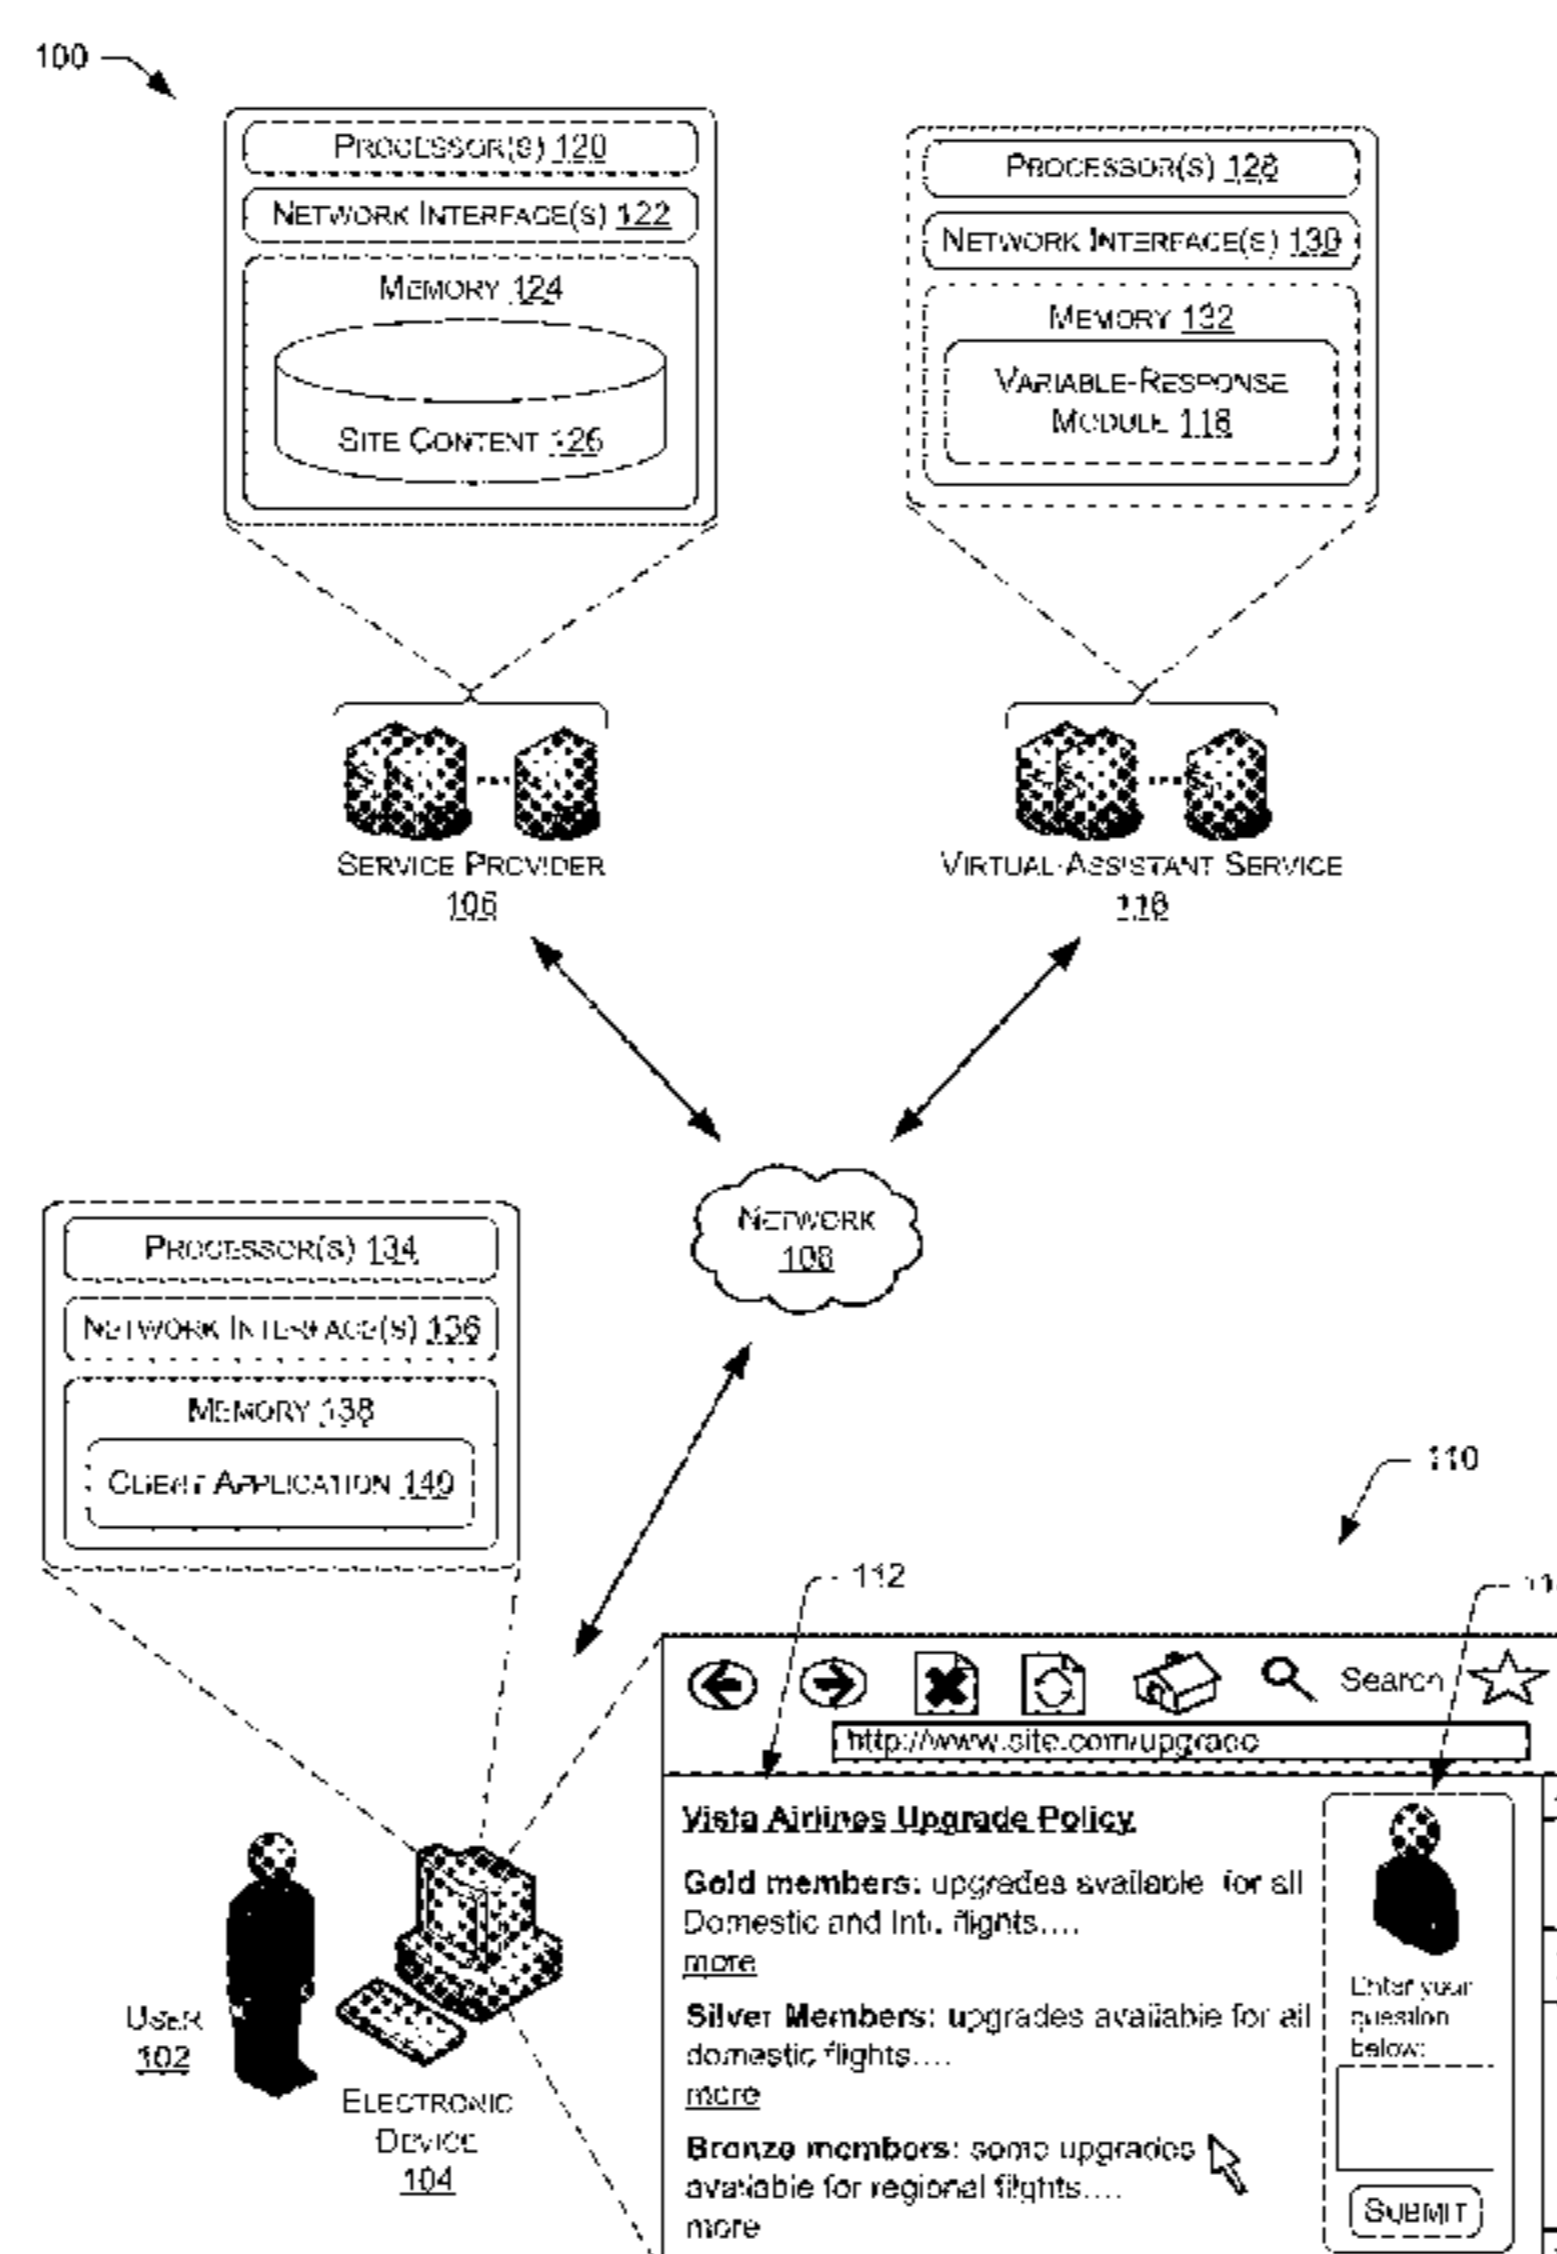 100
PROCESSOR(S) 120
NETWORK INTERFACE(S) 122
MEMORY 124
SITE CONTENT 126
PROCESSOR(S) 128
NETWORK INTERFACE(S) 130
MEMORY 132
VARIABLE-RESPONSE
MODULE 118
SERVICE PROVIDER
106
VIRTUAL-ASSISTANT SERVICE
116
NETWORK
108
PROCESSOR(S) 134
NETWORK INTERFACE(S) 136
MEMORY 138
CLIENT APPLICATION 140
110
112
Search
http://www.site.com/upgrade
Vista Airlines Upgrade Policy
Gold members: upgrades available for all
Domestic and Int. flights....
more
Silver Members: upgrades available for all
domestic flights....
more
Bronze members: some upgrades
available for regional flights....
more
Enter your
question
below:
SUBMIT
USER
102
ELECTRONIC
DEVICE
104